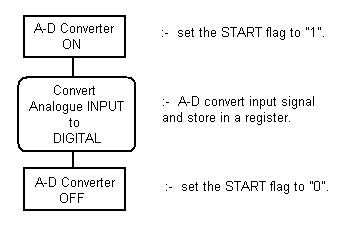 A-D Converter
ON
:- set the START flag to "1".
Convert
Analogue INPUT
to
DIGITAL
:- A-D convert input signal
and store in a register.
A-D Converter
OFF
:- set the START flag to "0".